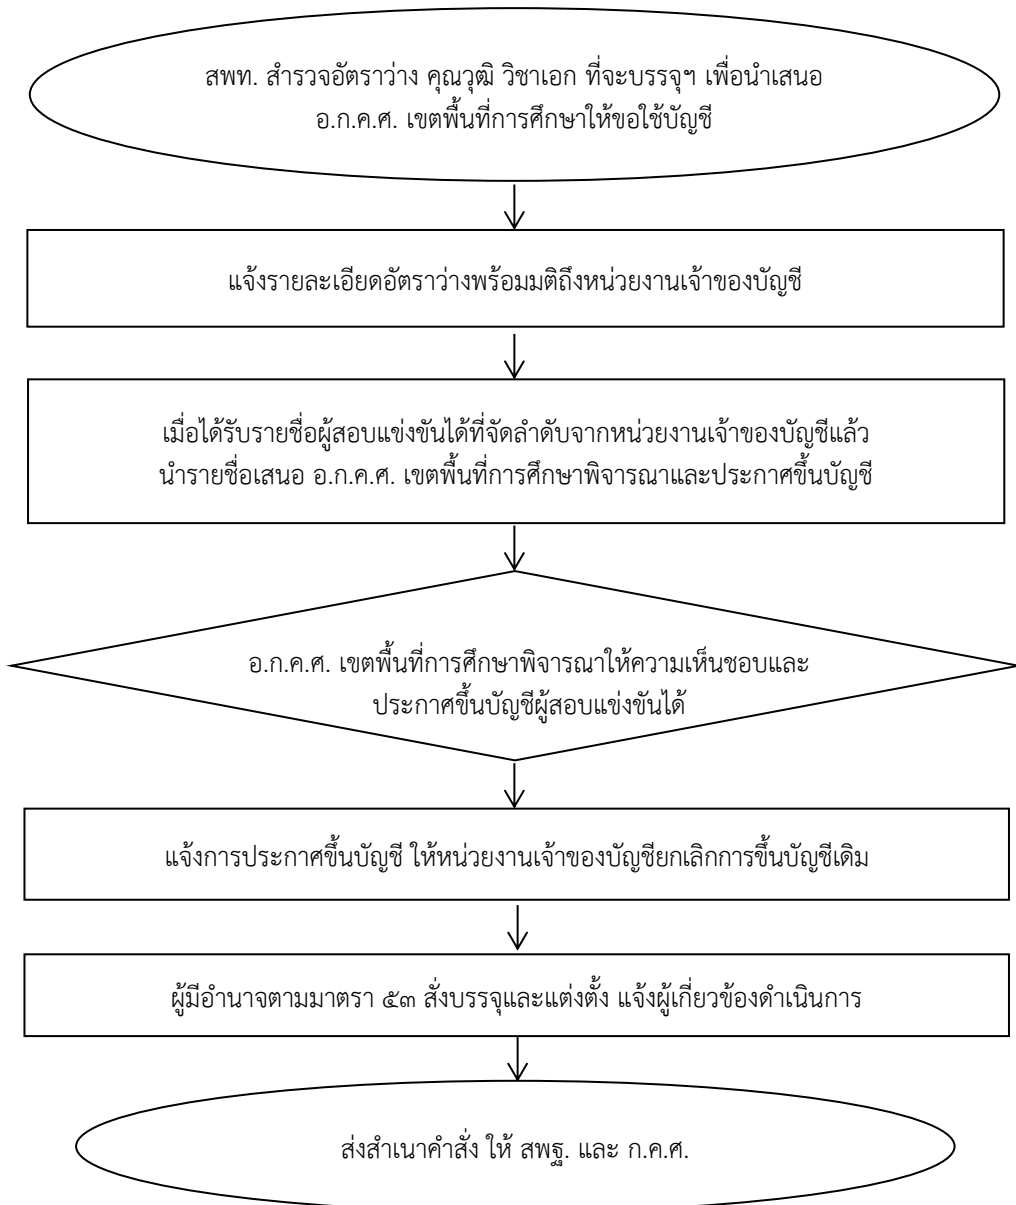 สพท. สำรวจอัตราว่าง คุณวุฒิ วิชาเอก ที่จะบรรจุฯ เพื่อนำเสนอ
อ.ก.ค.ศ. เขตพื้นที่การศึกษาให้ขอใช้บัญชี
แจ้งรายละเอียดอัตราว่างพร้อมมติถึงหน่วยงานเจ้าของบัญชี
เมื่อได้รับรายชื่อผู้สอบแข่งขันได้ที่จัดลำดับจากหน่วยงานเจ้าของบัญชีแล้ว
นำรายชื่อเสนอ อ.ก.ค.ศ. เขตพื้นที่การศึกษาพิจารณาและประกาศขึ้นบัญชี
อ.ก.ค.ศ. เขตพื้นที่การศึกษาพิจารณาให้ความเห็นชอบและ
ประกาศขึ้นบัญชีผู้สอบแข่งขันได้
แจ้งการประกาศขึ้นบัญชี ให้หน่วยงานเจ้าของบัญชียกเลิกการขึ้นบัญชีเดิม
ผู้มีอำนาจตามมาตรา ๕๓ สั่งบรรจุและแต่งตั้ง แจ้งผู้เกี่ยวข้องดำเนินการ
ส่งสำเนาคำสั่ง ให้ สพฐ. และ ก.ค.ศ.